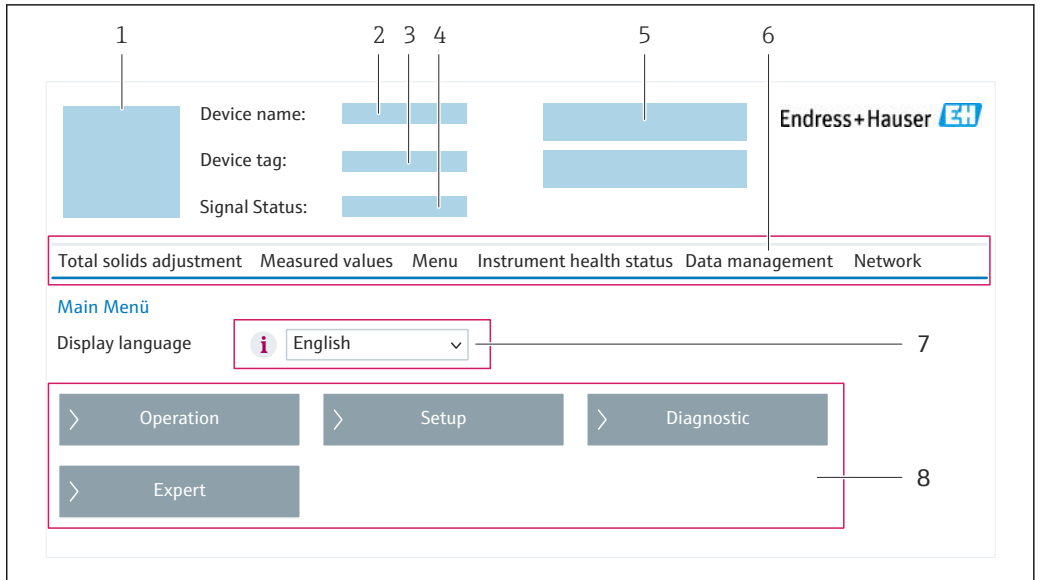 1 2 3 4 5 6
Device name:
Endress+Hauser EH
Device tag:
Signal Status:
Total solids adjustment Measured values Menu Instrument health status Data management Network
Main Menü
Display language i English 7
Operation Setup Diagnostic
Expert 8